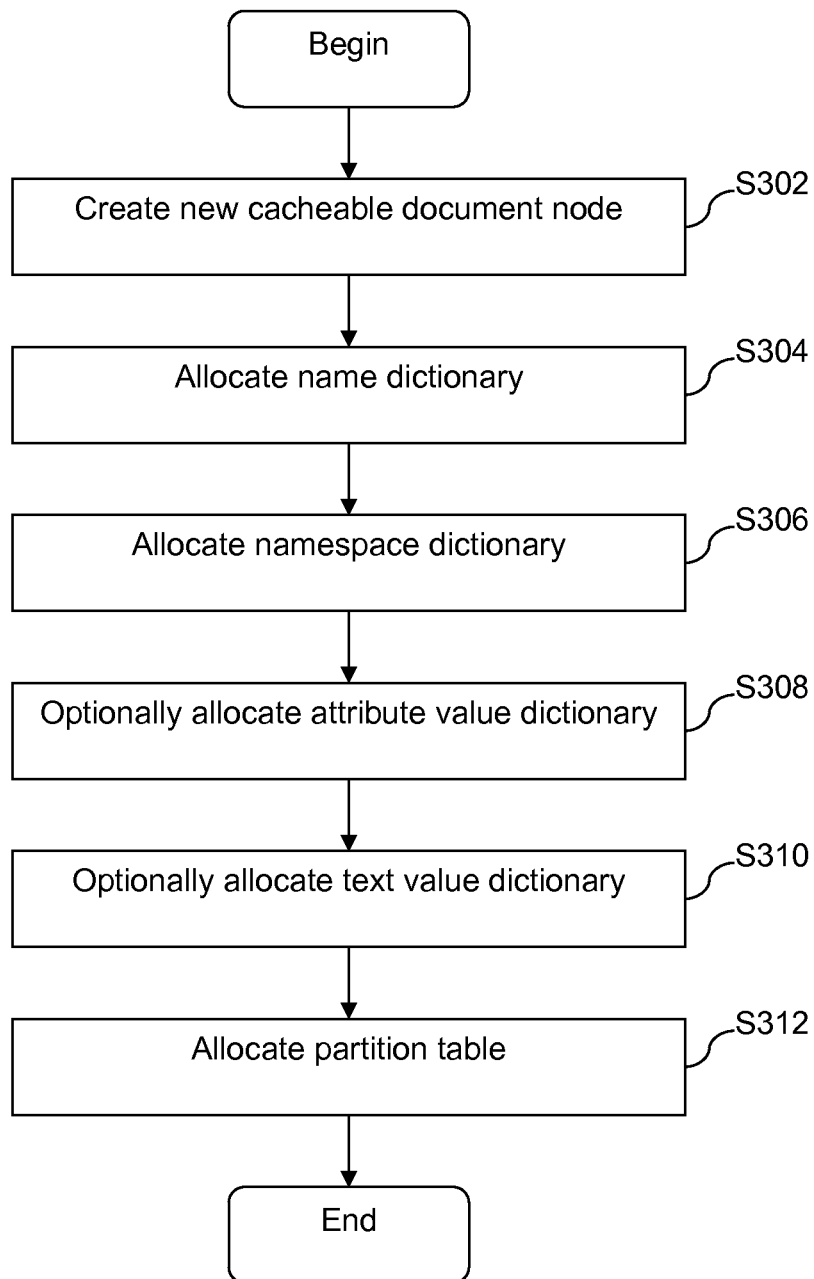 Begin
Create new cacheable document node
S302
Allocate name dictionary
S304
Allocate namespace dictionary
S306
Optionally allocate attribute value dictionary
S308
Optionally allocate text value dictionary
S310
Allocate partition table
S312
End